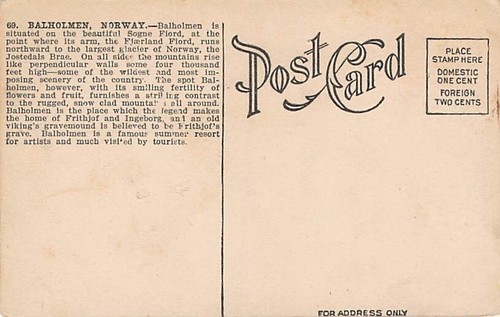 69. BALHOLMEN, NORWAY.—Balholmen is
situated on the beautiful Sogne Fiord, at the
point where its arm, the Fjærland Fiord, runs
northward to the largest glacier of Norway, the
Jostedals Brae. On all sides the mountains rise
like perpendicular walls some four thousand
feet high—some of the wildest and most im-
posing scenery of the country. The spot Bal-
holmen, however, with its smiling fertility of
flowers and fruit, furnishes a striking contrast
to the rugged, snow clad mountains all around.
Balholmen is the place which the legend makes
the home of Frithjof and Ingeborg, and an old
viking's gravemound is believed to be Frithjof's
grave. Balholmen is a famous summer resort
for artists and much visited by tourists.
Post Card
PLACE
STAMP HERE
DOMESTIC
ONE CENT
FOREIGN
TWO CENTS
FOR ADDRESS ONLY